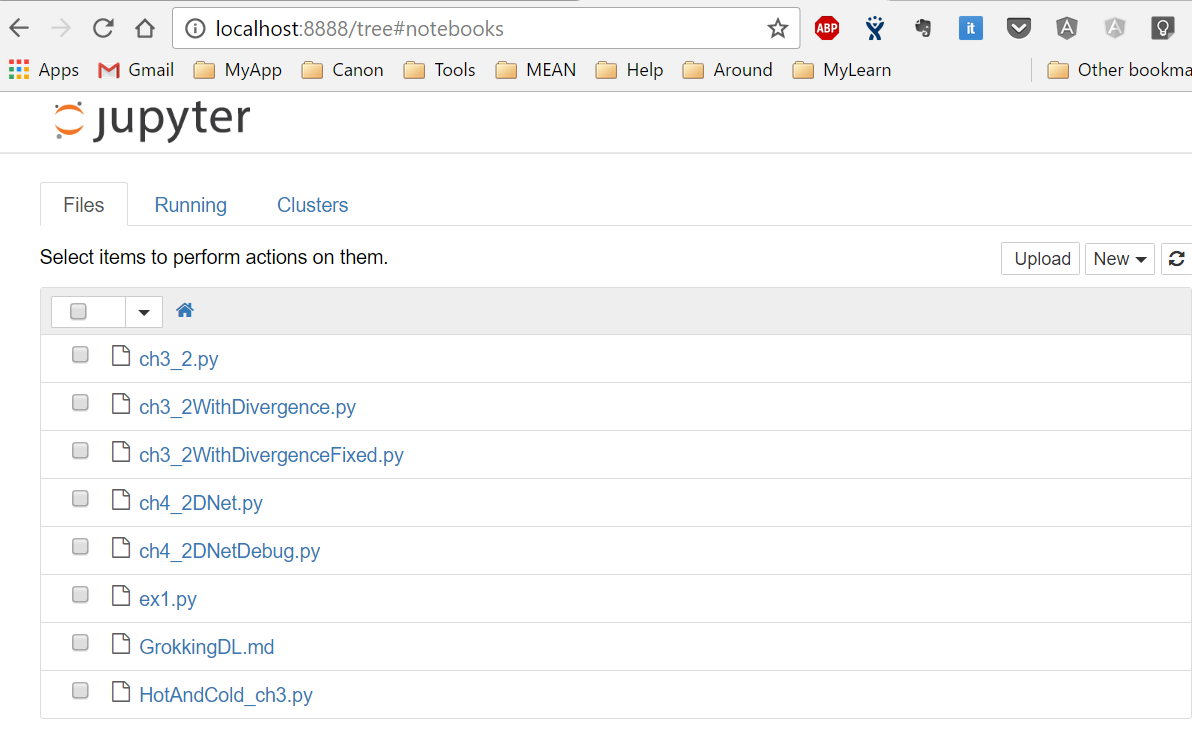 localhost:8888/tree#notebooks ABP it
Apps Gmail MyApp Canon Tools MEAN Help Around MyLearn Other bookma
jupyter
Files Running Clusters
Select items to perform actions on them. Upload New
ch3_2.py
ch3_2WithDivergence.py
ch3_2WithDivergenceFixed.py
ch4_2DNet.py
ch4_2DNetDebug.py
ex1.py
GrokkingDL.md
HotAndCold_ch3.py